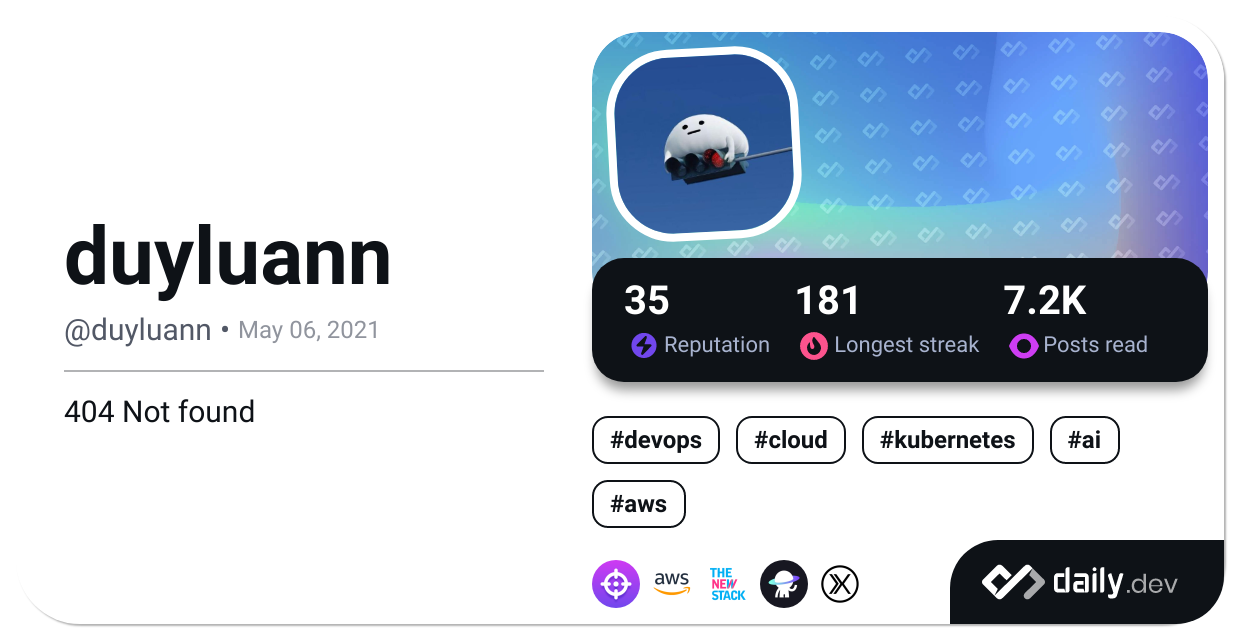 duyluann
@duyluann • May 06, 2021
404 Not found
35 181 7.2K
Reputation Longest streak Posts read
#devops #cloud #kubernetes #ai
#aws
aws THE NEW STACK
daily.dev